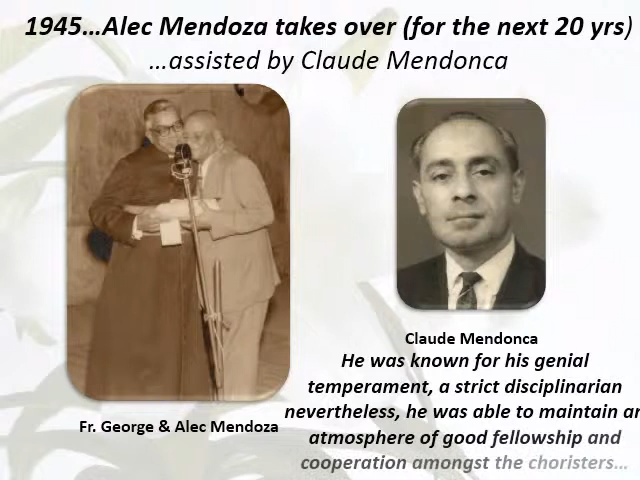 1945...Alec Mendoza takes over (for the next 20 yrs)
...assisted by Claude Mendonca
Claude Mendonca
He was known for his genial
temperament, a strict disciplinarian
nevertheless, he was able to maintain an
atmosphere of good fellowship and
cooperation amongst the choristers...
Fr. George & Alec Mendoza